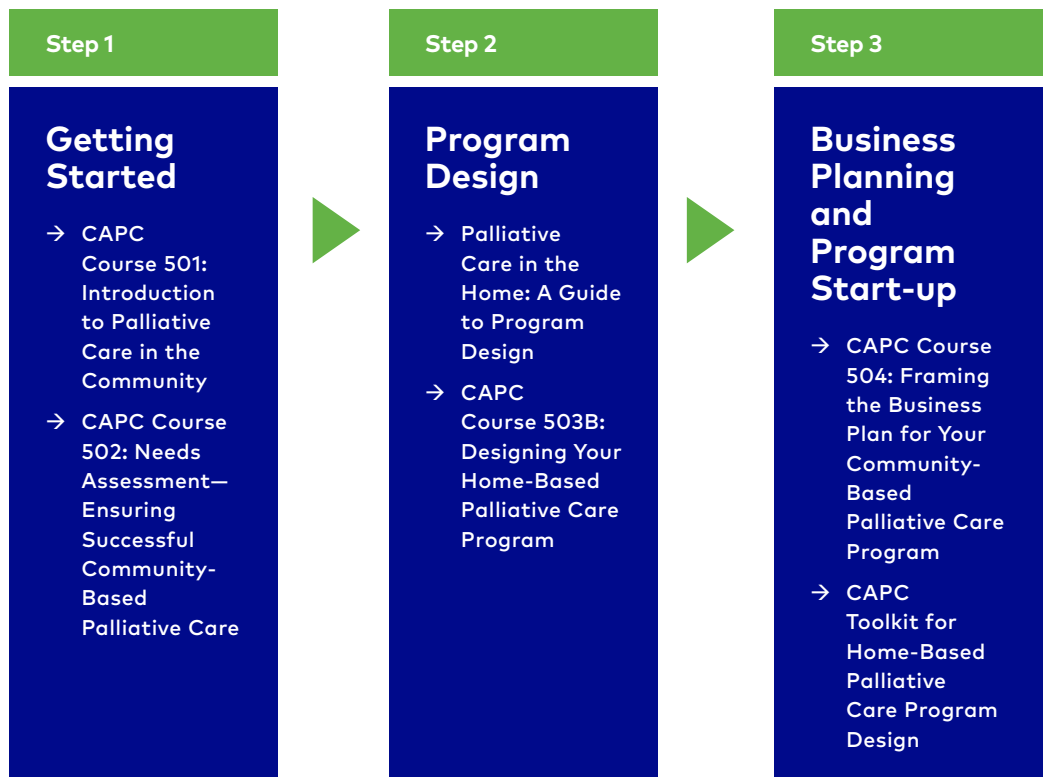 Step 1
Getting
Started
→ CAPC
Course 501:
Introduction
to Palliative
Care in the
Community
→ CAPC Course
502: Needs
Assessment—
Ensuring
Successful
Community-
Based
Palliative Care
Step 2
Program
Design
→ Palliative
Care in the
Home: A Guide
to Program
Design
→ CAPC
Course 503B:
Designing Your
Home-Based
Palliative Care
Program
Step 3
Business
Planning
and
Program
Start-up
→ CAPC Course
504: Framing
the Business
Plan for Your
Community-
Based
Palliative Care
Program
→ CAPC
Toolkit for
Home-Based
Palliative
Care Program
Design